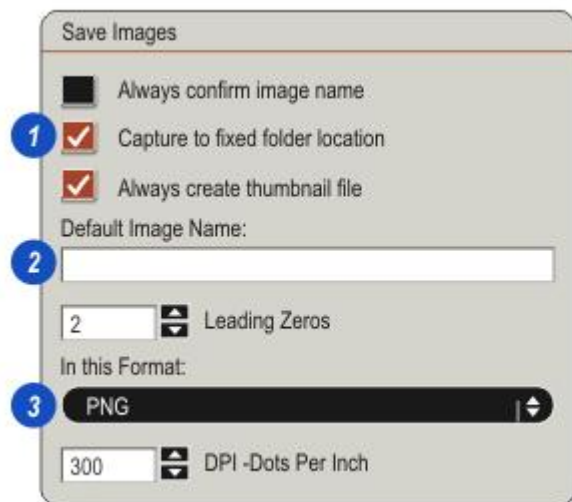 Save Images
Always confirm image name
1 Capture to fixed folder location
Always create thumbnail file
Default Image Name:
2
2 Leading Zeros
In this Format:
3 PNG
300 DPI -Dots Per Inch